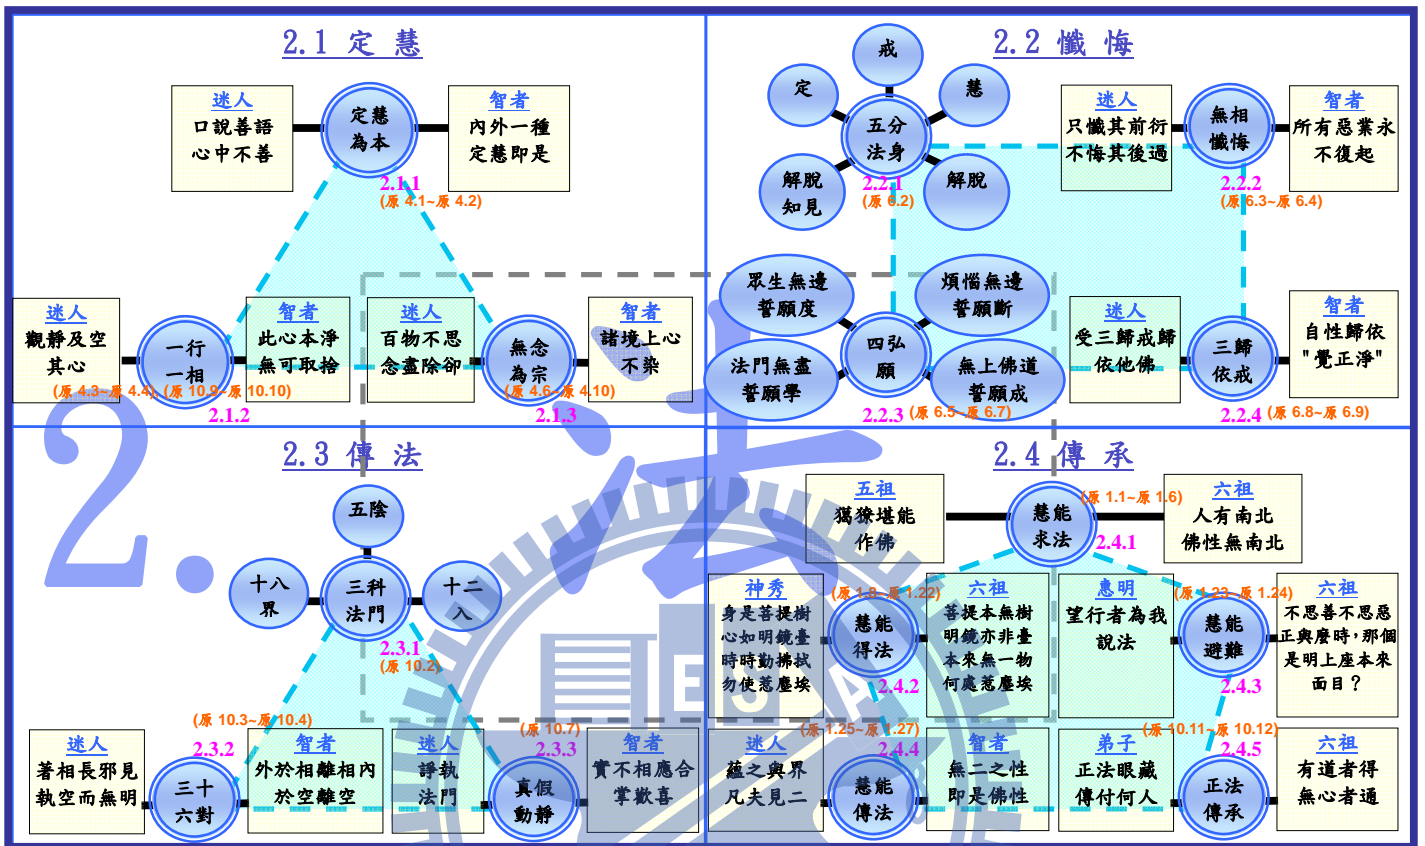 2.1 定 慧
迷人
口說善語
心中不善
定慧
為本
智者
內外一種
定慧即是
2.1.1
(原 4.1~原 4.2)
迷人
觀靜及空
其心
一行
一相
智者
此心本淨
無可取捨
(原 4.3~原 4.4), (原 10.9~原 10.10)
2.1.2
迷人
百物不思
念盡除卻
無念
為宗
智者
諸境上心
不染
(原 4.6~原 4.10)
2.1.3
2.2 懺 悔
戒
定
慧
五分
法身
解脫
知見
解脫
2.2.1
(原 6.2)
迷人
只懺其前衍
不悔其後過
無相
懺悔
智者
所有惡業永
不復起
2.2.2
(原 6.3~原 6.4)
眾生無邊
誓願度
煩惱無邊
誓願斷
四弘
願
法門無盡
誓願學
無上佛道
誓願成
2.2.3
(原 6.5~原 6.7)
迷人
受三歸戒歸
依他佛
三歸
依戒
智者
自性歸依
"覺正淨"
2.2.4
(原 6.8~原 6.9)
2. 法
2.3 傳 法
五陰
十八
界
三科
法門
十二
入
2.3.1
(原 10.2)
(原 10.3~原 10.4)
2.3.2
迷人
著相長邪見
執空而無明
三十
六對
智者
外於相離相內
於空離空
(原 10.7)
2.3.3
迷人
諍執
法門
真假
動靜
智者
實不相應合
掌歡喜
2.4 傳 承
五祖
獦獠堪能
作佛
慧能
求法
(原 1.1~原 1.6)
2.4.1
六祖
人有南北
佛性無南北
神秀
身是菩提樹
心如明鏡臺
時時勤拂拭
勿使惹塵埃
(原 1.8~原 1.22)
慧能
得法
2.4.2
六祖
菩提本無樹
明鏡亦非臺
本來無一物
何處惹塵埃
惠明
望行者為我
說法
(原 1.23~原 1.24)
慧能
避難
2.4.3
六祖
不思善不思惡
正與麼時，那個
是明上座本來
面目？
(原 1.25~原 1.27)
2.4.4
迷人
蘊之與界
凡夫見二
慧能
傳法
智者
無二之性
即是佛性
(原 10.11~原 10.12)
2.4.5
弟子
正法眼藏
傳付何人
正法
傳承
六祖
有道者得
無心者通
E S A